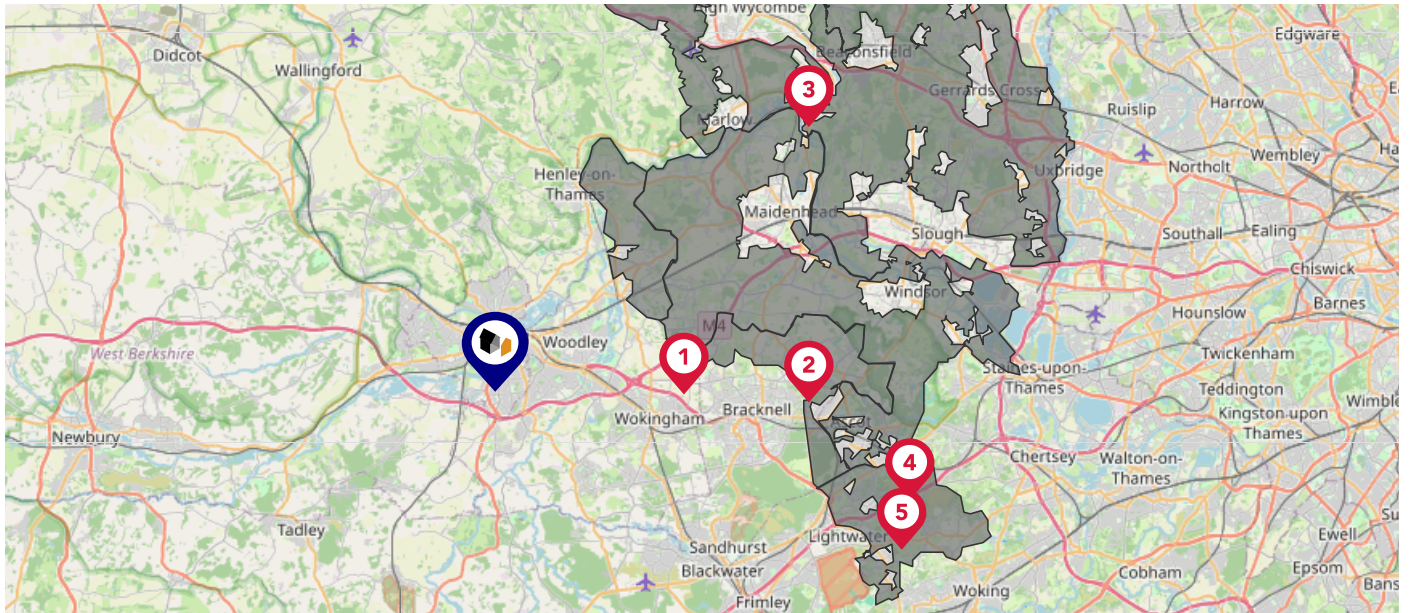 High Wycombe
Edgware
Didcot
Beaconsfield
Wallingford
3
Gerrards Cross
Ruislip
Harrow
Marlow
Wembley
Uxbridge
Northolt
Henley-on-
Thames
Maidenhead
Slough
Southall
Ealing
Chiswick
Windsor
Barnes
Hounslow
M4
Woodley
West Berkshire
1
2
Twickenham
Staines-upon-
Thames
Teddington
Wokingham
Bracknell
Kingston upon
Thames
Newbury
4
Chertsey
Walton-on-
Thames
5
Tadley
Lightwater
Ewell
Sandhurst
Blackwater
Cobham
Epsom
Woking
Frimley